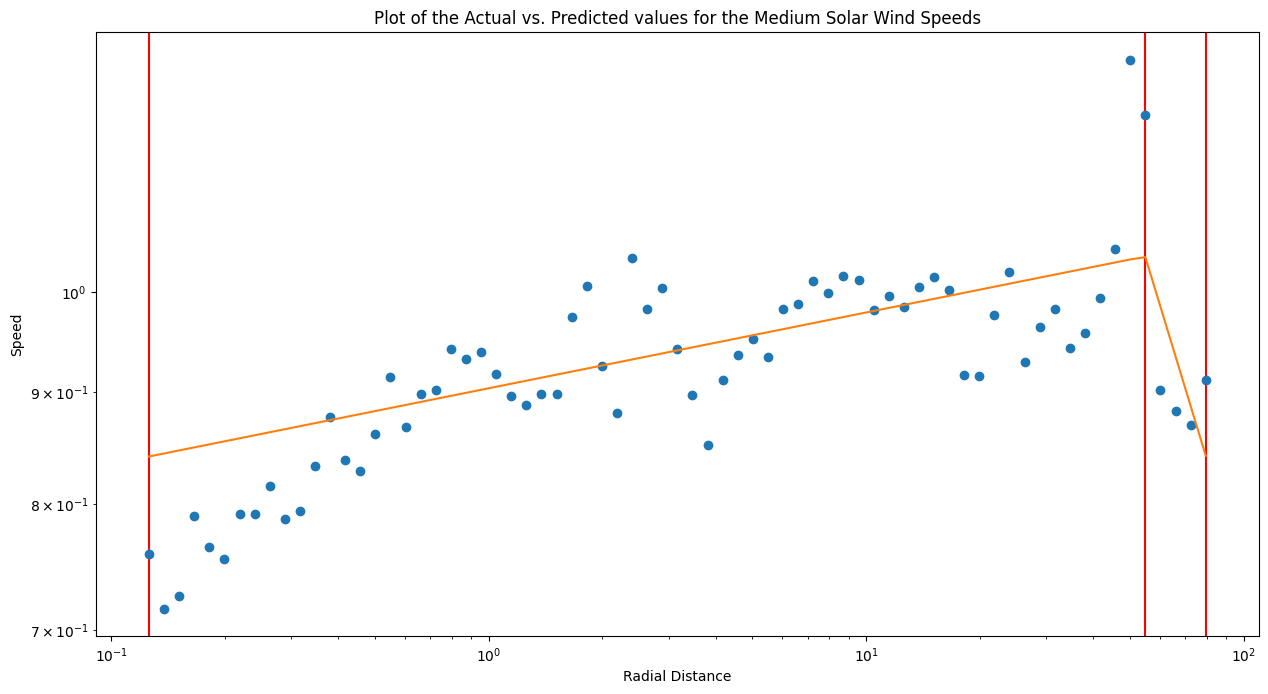 Plot of the Actual vs. Predicted values for the Medium Solar Wind Speeds
10⁰
9 × 10⁻¹
8 × 10⁻¹
7 × 10⁻¹
Speed
10⁻¹ 10⁰ 10¹ 10²
Radial Distance